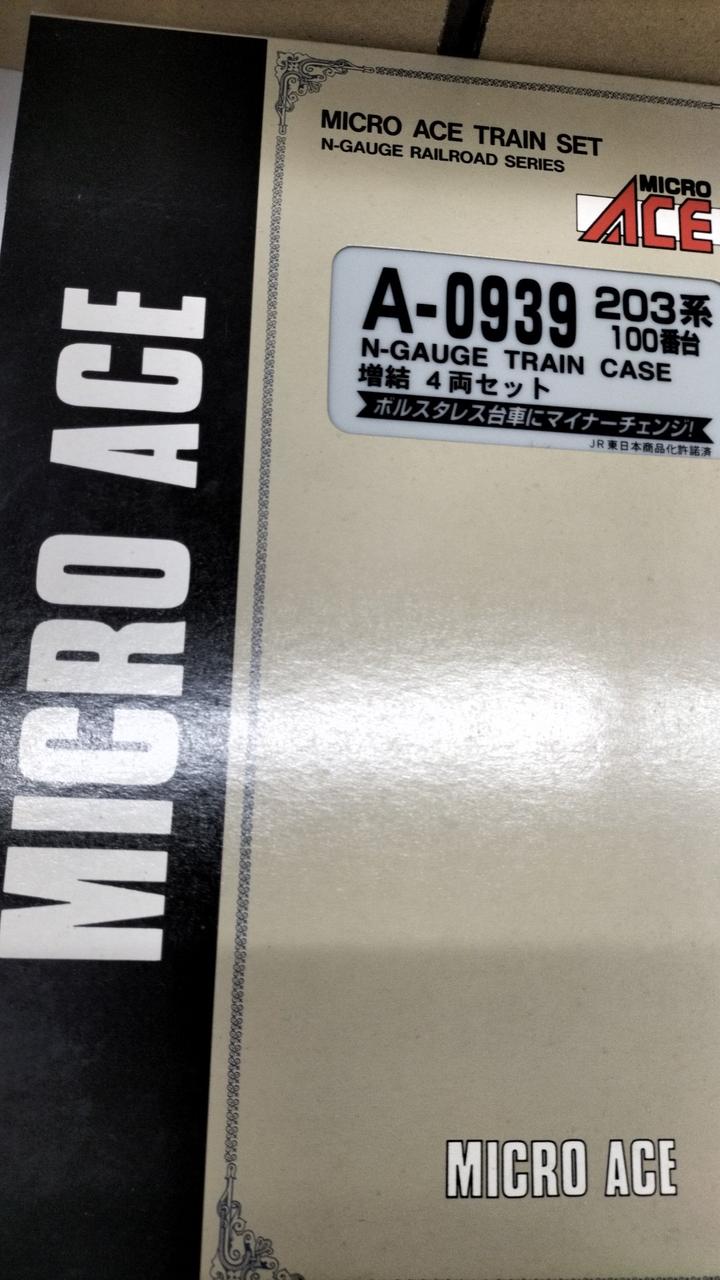 MICRO ACE
MICRO ACE TRAIN SET
N-GAUGE RAILROAD SERIES
MICRO
ACE
A-0939 203系
100番台
N-GAUGE TRAIN CASE
増結 4両セット
ボルスタレス台車にマイナーチェンジ!
JR東日本商品化許諾済
MICRO ACE